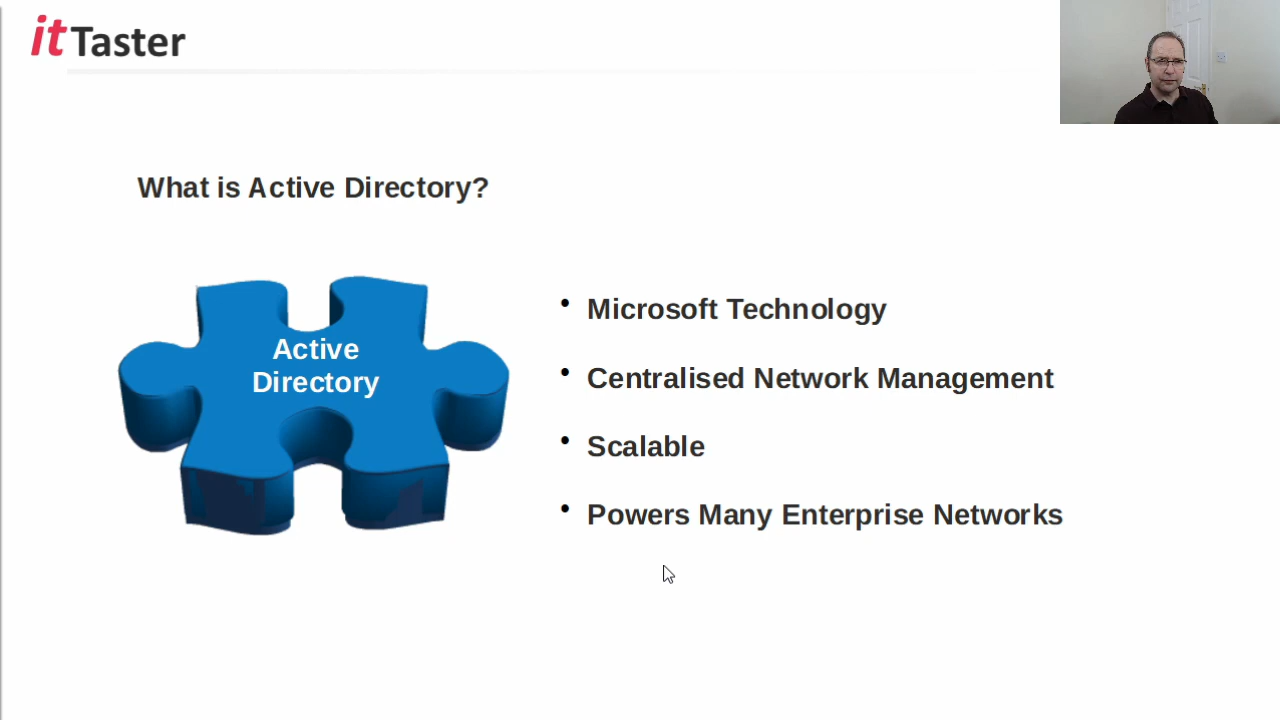 itTaster
What is Active Directory?
Active
Directory
• Microsoft Technology
• Centralised Network Management
• Scalable
• Powers Many Enterprise Networks